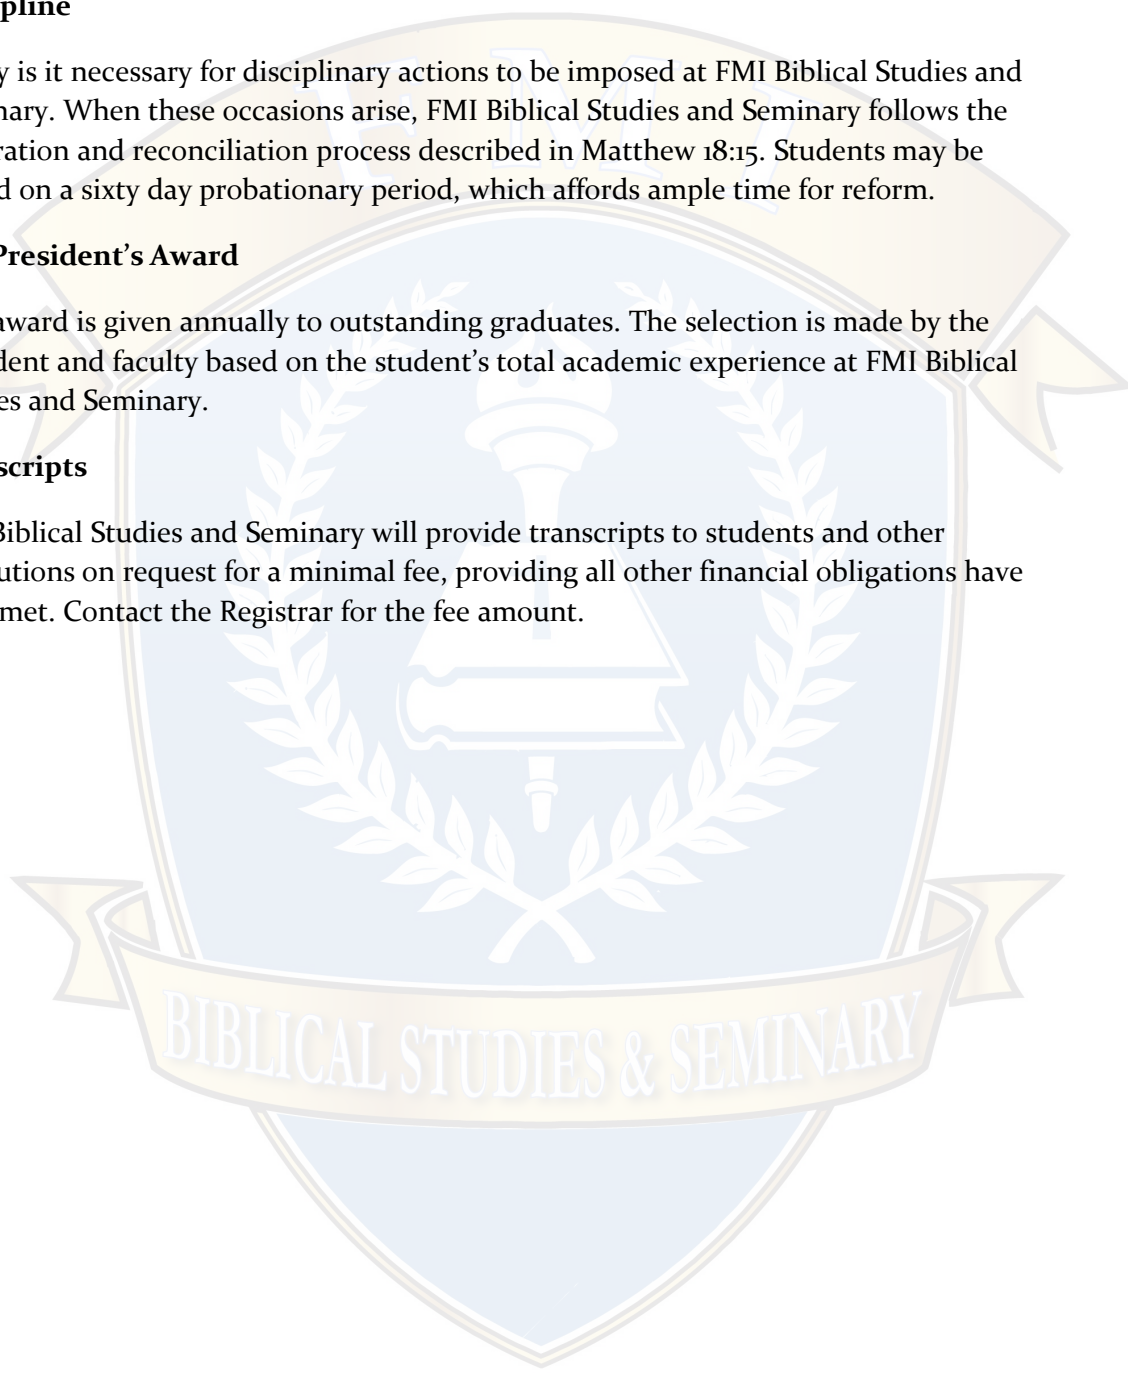 pline
y is it necessary for disciplinary actions to be imposed at FMI Biblical Studies and
nary. When these occasions arise, FMI Biblical Studies and Seminary follows the
ration and reconciliation process described in Matthew 18:15. Students may be
d on a sixty day probationary period, which affords ample time for reform.
President’s Award
award is given annually to outstanding graduates. The selection is made by the
dent and faculty based on the student’s total academic experience at FMI Biblical
es and Seminary.
scripts
Biblical Studies and Seminary will provide transcripts to students and other
utions on request for a minimal fee, providing all other financial obligations have
met. Contact the Registrar for the fee amount.
FMI
BIBLICAL STUDIES & SEMINARY